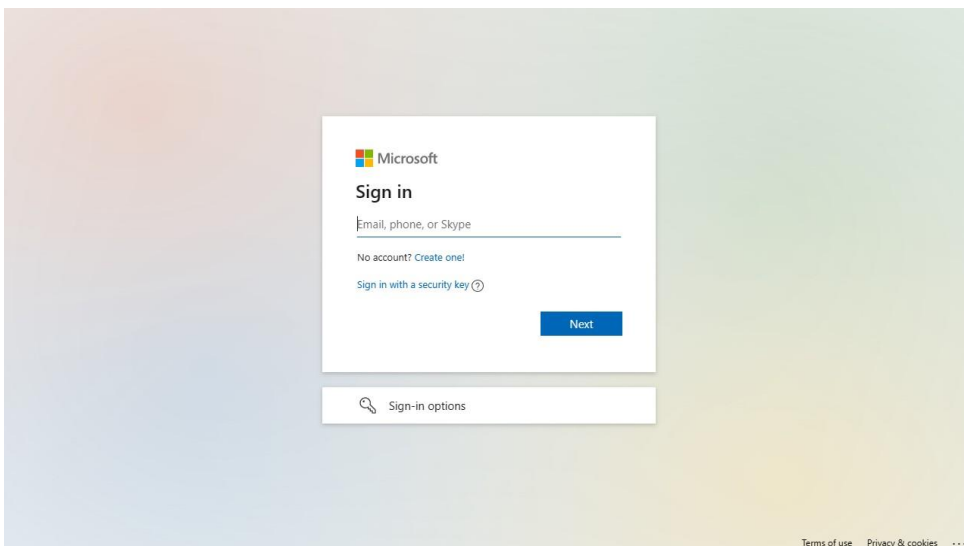 Microsoft
Sign in
Email, phone, or Skype
No account? Create one!
Sign in with a security key
Next
Sign-in options
Terms of use Privacy & cookies ...